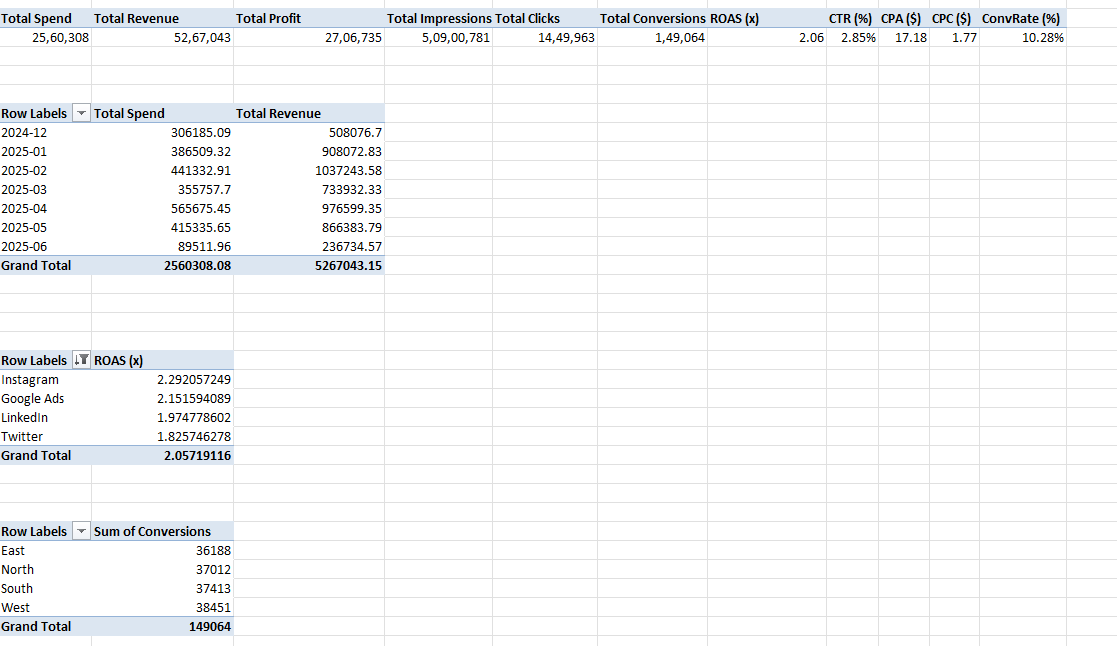 Total Spend Total Revenue Total Profit Total Impressions Total Clicks Total Conversions ROAS (x) CTR (%) CPA ($) CPC ($) ConvRate (%)
25,60,308 52,67,043 27,06,735 5,09,00,781 14,49,963 1,49,064 2.06 2.85% 17.18 1.77 10.28%
Row Labels Total Spend Total Revenue
2024-12 306185.09 508076.7
2025-01 386509.32 908072.83
2025-02 441332.91 1037243.58
2025-03 355757.7 733932.33
2025-04 565675.45 976599.35
2025-05 415335.65 866383.79
2025-06 89511.96 236734.57
Grand Total 2560308.08 5267043.15
Row Labels ROAS (x)
Instagram 2.292057249
Google Ads 2.151594089
LinkedIn 1.974778602
Twitter 1.825746278
Grand Total 2.05719116
Row Labels Sum of Conversions
East 36188
North 37012
South 37413
West 38451
Grand Total 149064